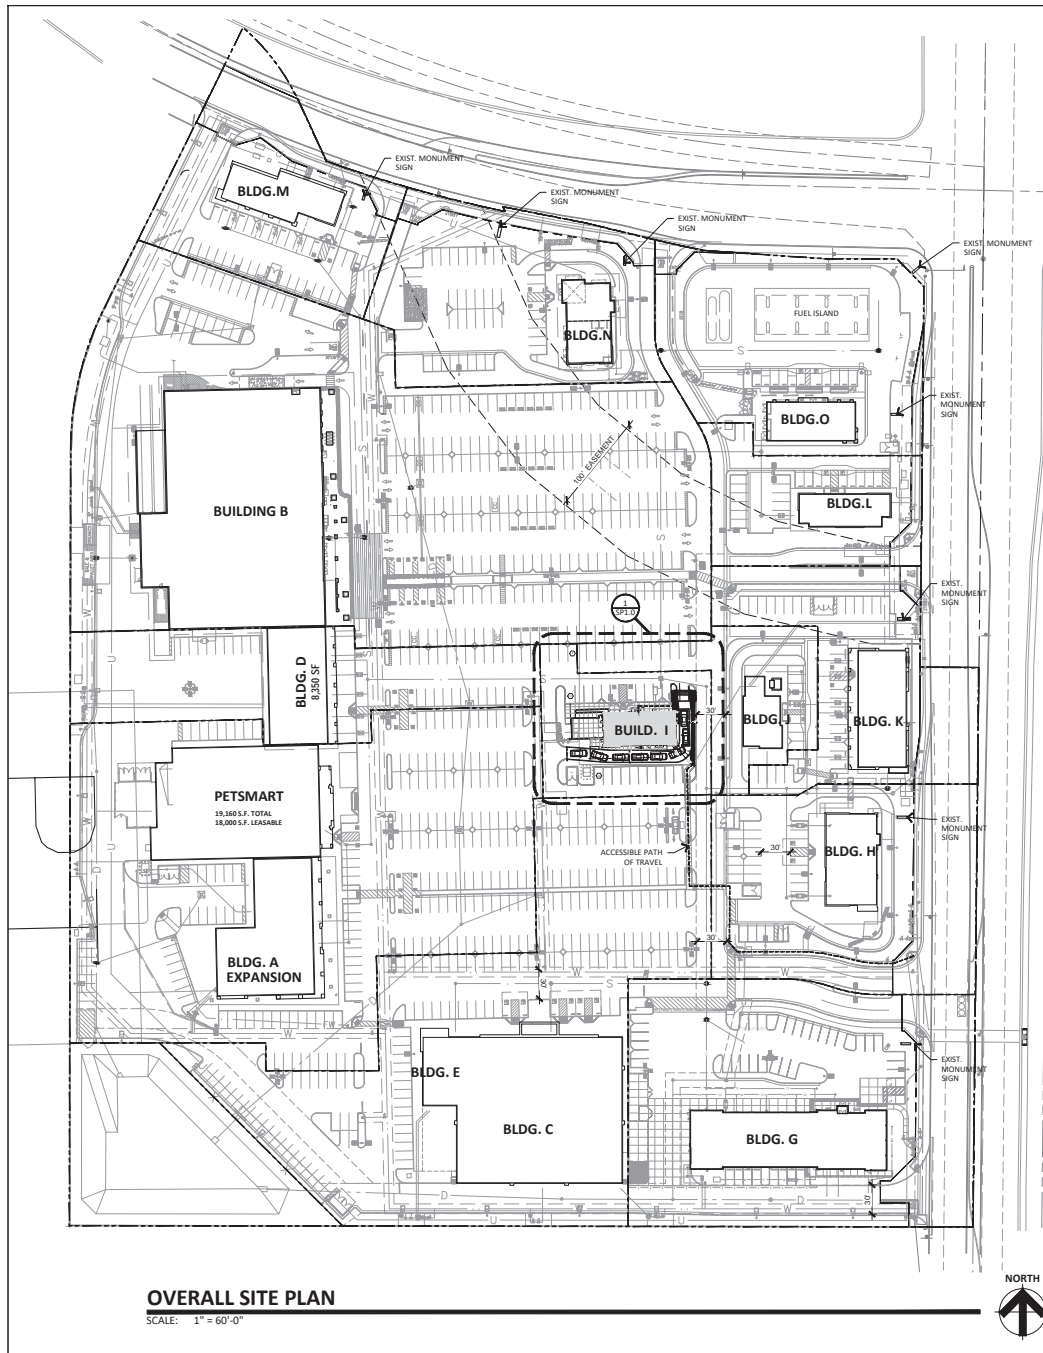 EXIST. MONUMENT
SIGN
BLDG.M
EXIST. MONUMENT
SIGN
EXIST. MONUMENT
SIGN
EXIST. MONUMENT
SIGN
FUEL ISLAND
BLDG.N
S
EXIST.
MONUMENT
SIGN
BLDG.O
100' EASEMENT
BLDG.L
BUILDING B
EXIST.
MONUMENT
SIGN
1
SP1.0
BLDG. D
8,350 SF
30'
BUILD. I
BLDG. J
BLDG. K
PETSMART
19,160 S.F. TOTAL
18,000 S.F. LEASABLE
EXIST.
MONUMENT
SIGN
ACCESSIBLE PATH
OF TRAVEL
30'
BLDG. H
30'
BLDG. A
EXPANSION
W
W
S
30'
FW
W
EXIST.
MONUMENT
SIGN
BLDG. E
BLDG. C
BLDG. G
D
D
W
30'
U
U
OVERALL SITE PLAN
SCALE: 1" = 60'-0"
NORTH